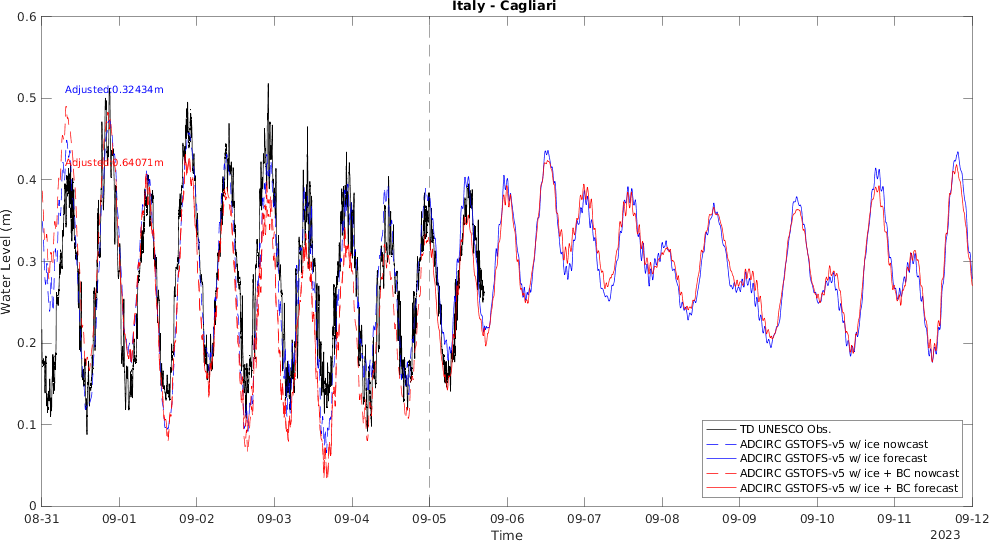 Italy - Cagliari
Water Level (m)
0.6
0.5
0.4
0.3
0.2
0.1
0
Adjusted 0.32434m
Adjusted 0.64071m
TD UNESCO Obs.
ADCIRC GSTOFS-v5 w/ ice nowcast
ADCIRC GSTOFS-v5 w/ ice forecast
ADCIRC GSTOFS-v5 w/ ice + BC nowcast
ADCIRC GSTOFS-v5 w/ ice + BC forecast
08-31 09-01 09-02 09-03 09-04 09-05 09-06 09-07 09-08 09-09 09-10 09-11 09-12
Time
2023